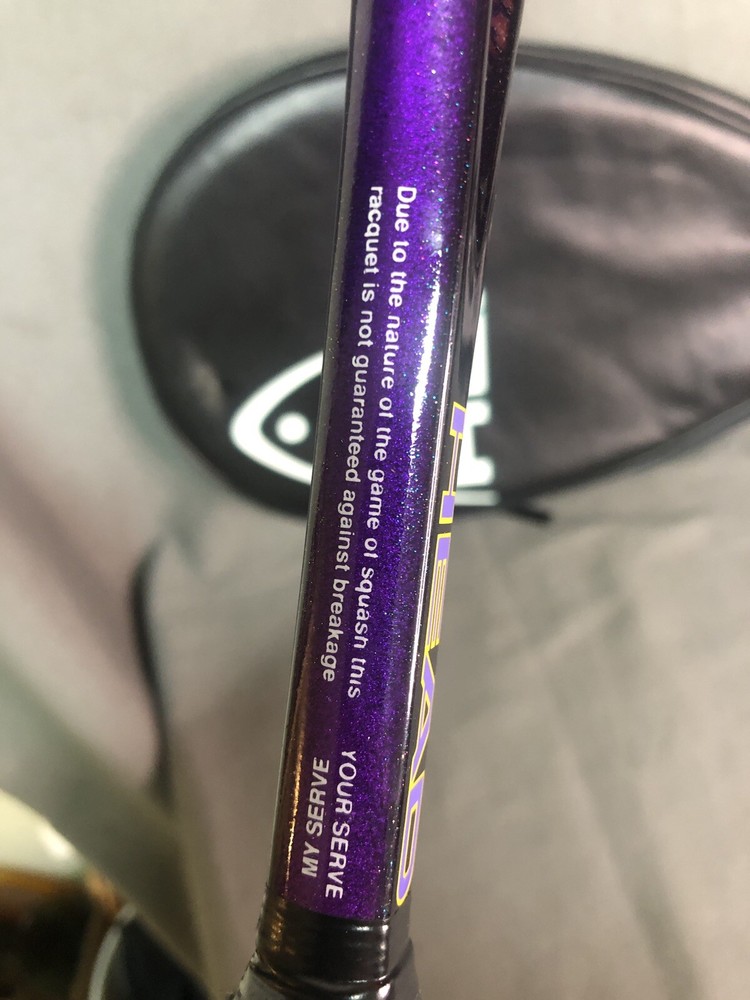 Due to the nature of the game of squash this
racquet is not guaranteed against breakage
YOUR SERVE
MY SERVE
HEAD